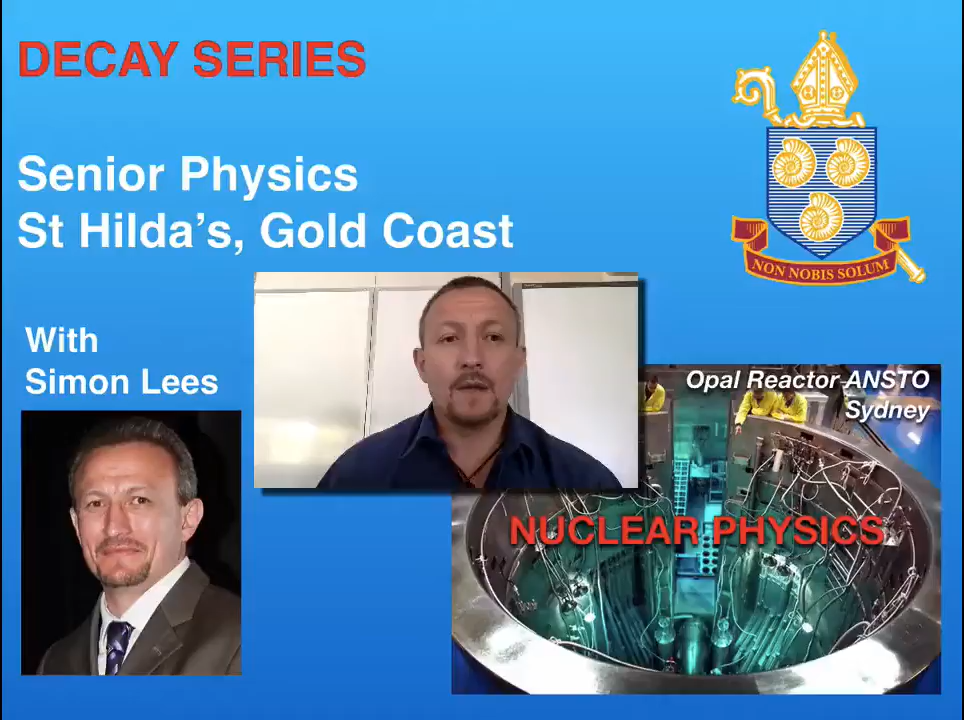 DECAY SERIES
Senior Physics
St Hilda's, Gold Coast
NON NOBIS SOLUM
With
Simon Lees
Opal Reactor ANSTO
Sydney
NUCLEAR PHYSICS